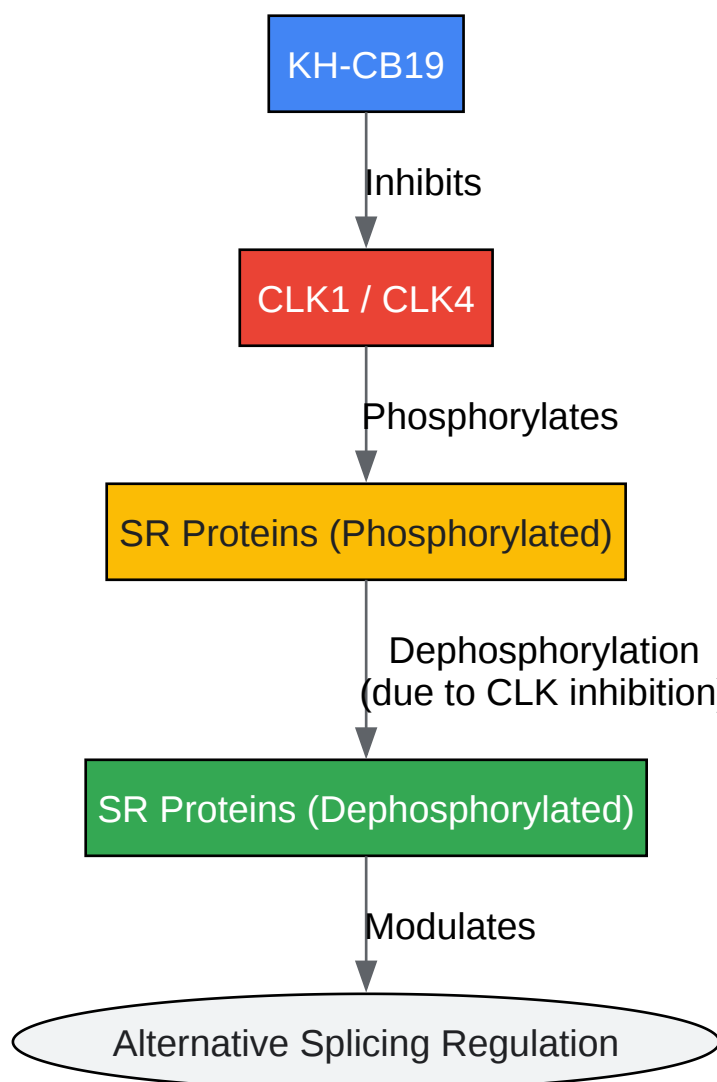 KH-CB19
Inhibits
CLK1 / CLK4
Phosphorylates
SR Proteins (Phosphorylated)
Dephosphorylation
(due to CLK inhibition)
SR Proteins (Dephosphorylated)
Modulates
Alternative Splicing Regulation